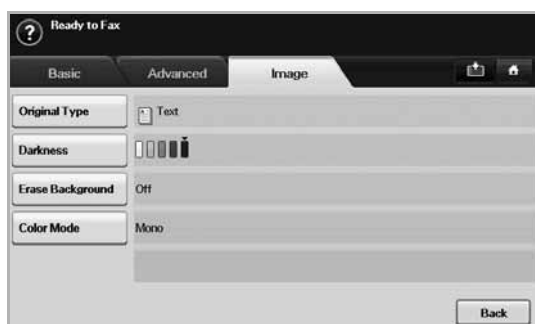 Ready to Fax
Basic Advanced Image
Original Type Text
Darkness
Erase Background Off
Color Mode Mono
Back